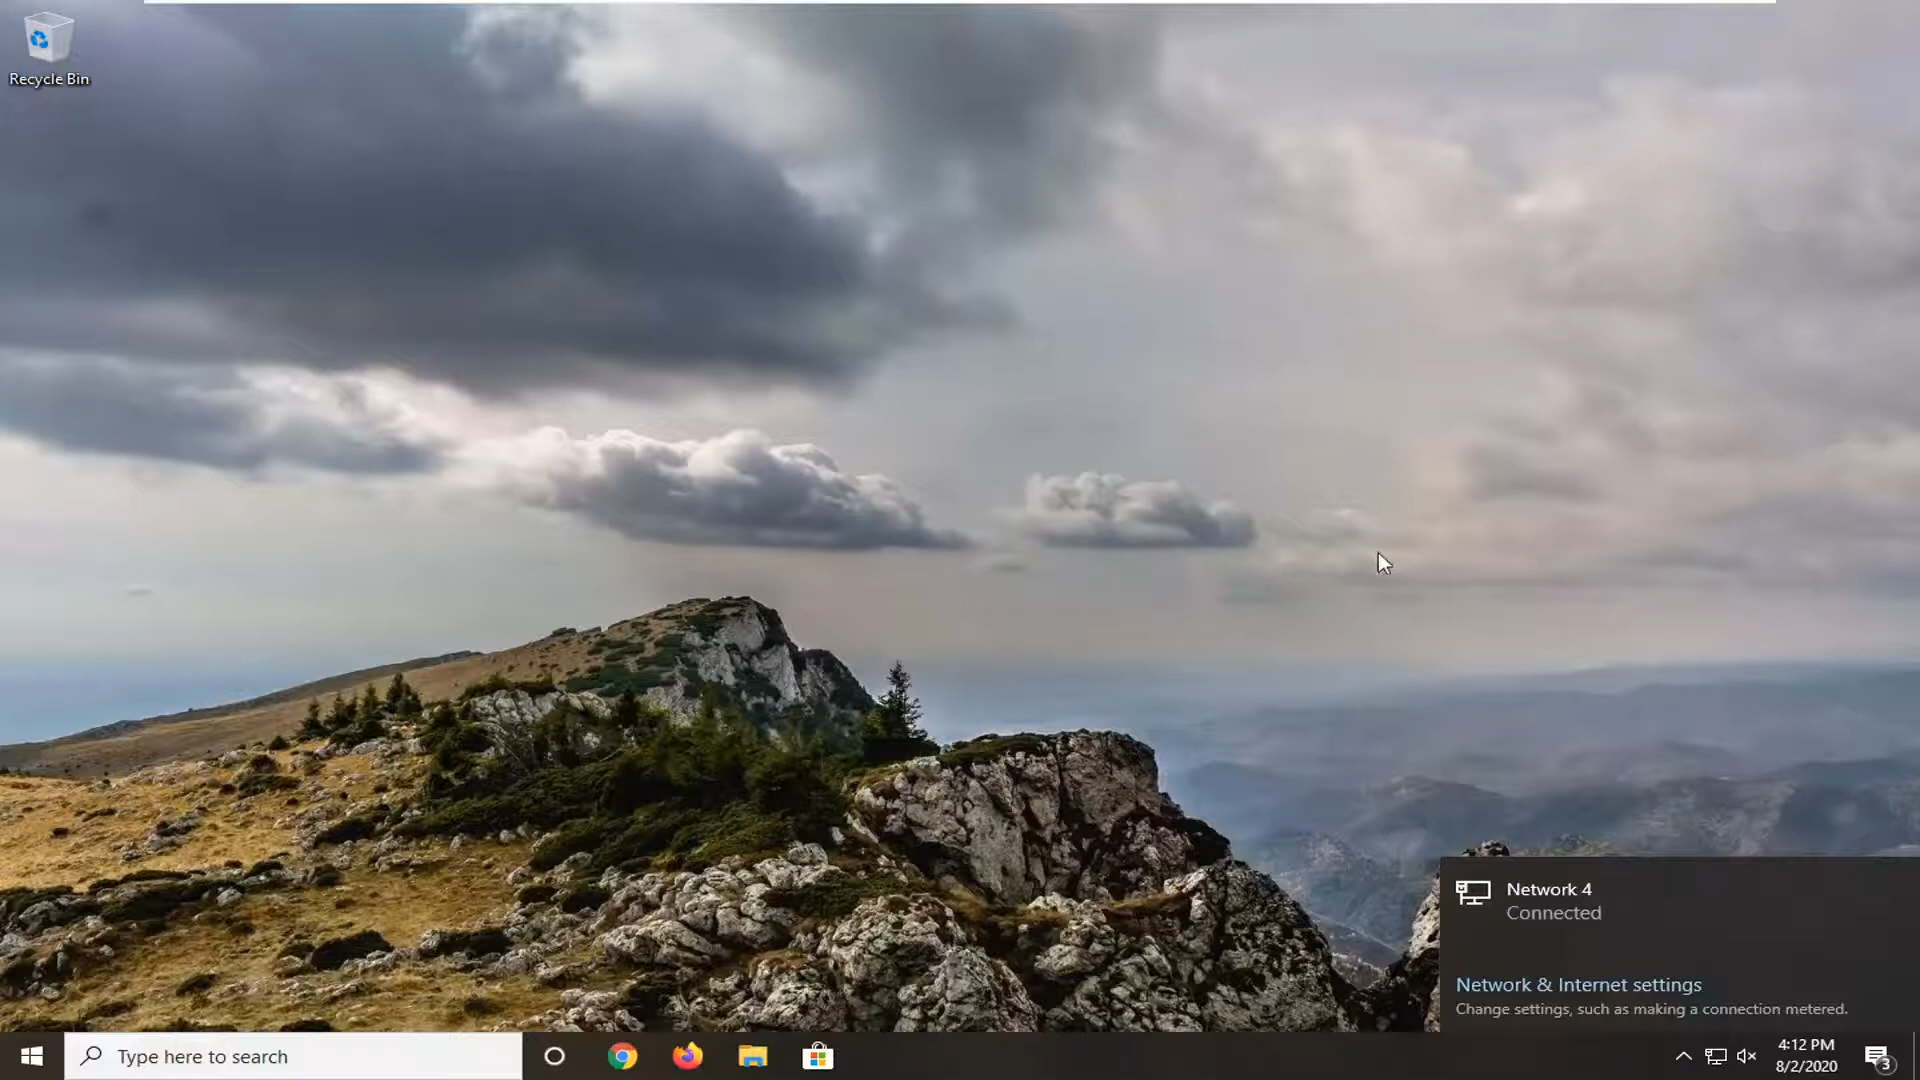 Recycle Bin
Network 4
Connected
Network & Internet settings
Change settings, such as making a connection metered.
Type here to search
4:12 PM
8/2/2020
3